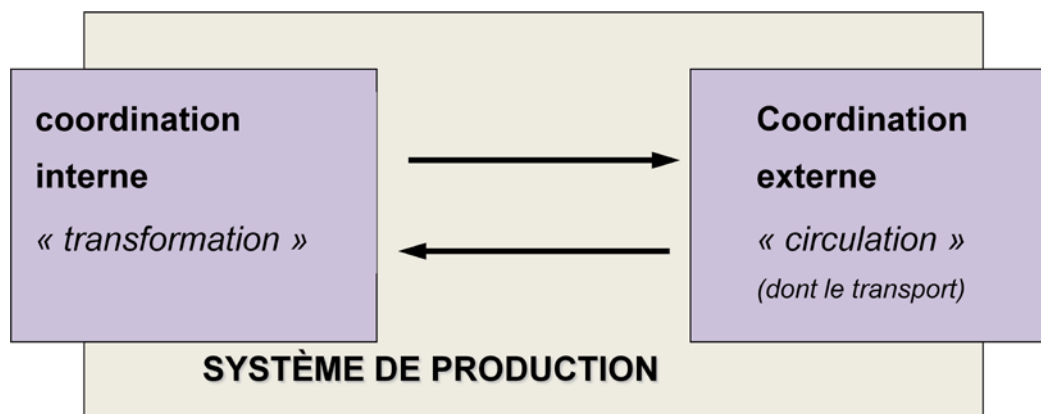 coordination
interne
« transformation »
Coordination
externe
« circulation »
(dont le transport)
SYSTÈME DE PRODUCTION